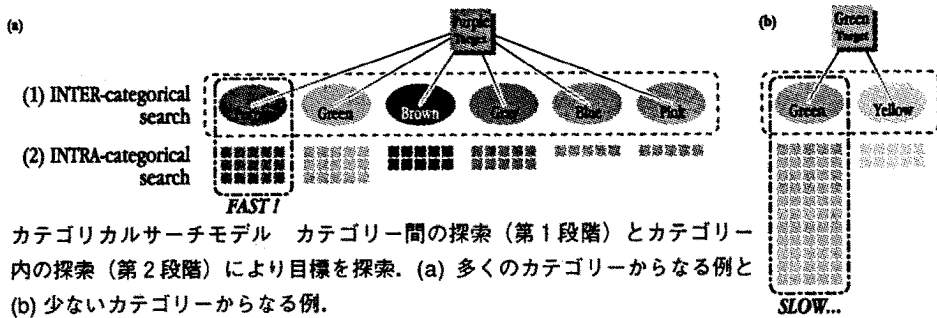 (a)
Purple
Target
(b)
Green
Target
(1) INTER-categorical
search
Green
Brown
Gray
Blue
Pink
Green
Yellow
(2) INTRA-categorical
search
FAST !
カテゴリカルサーチモデル カテゴリー間の探索（第1段階）とカテゴリー
内の探索（第2段階）により目標を探索．(a) 多くのカテゴリーからなる例と
(b) 少ないカテゴリーからなる例．
SLOW...